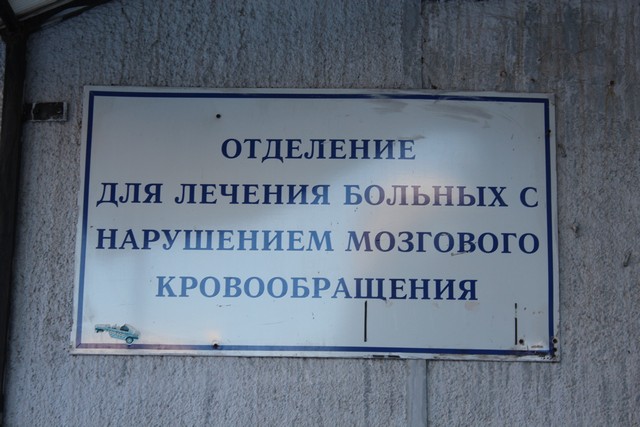 ОТДЕЛЕНИЕ
ДЛЯ ЛЕЧЕНИЯ БОЛЬНЫХ С
НАРУШЕНИЕМ МОЗГОВОГО
КРОВООБРАЩЕНИЯ